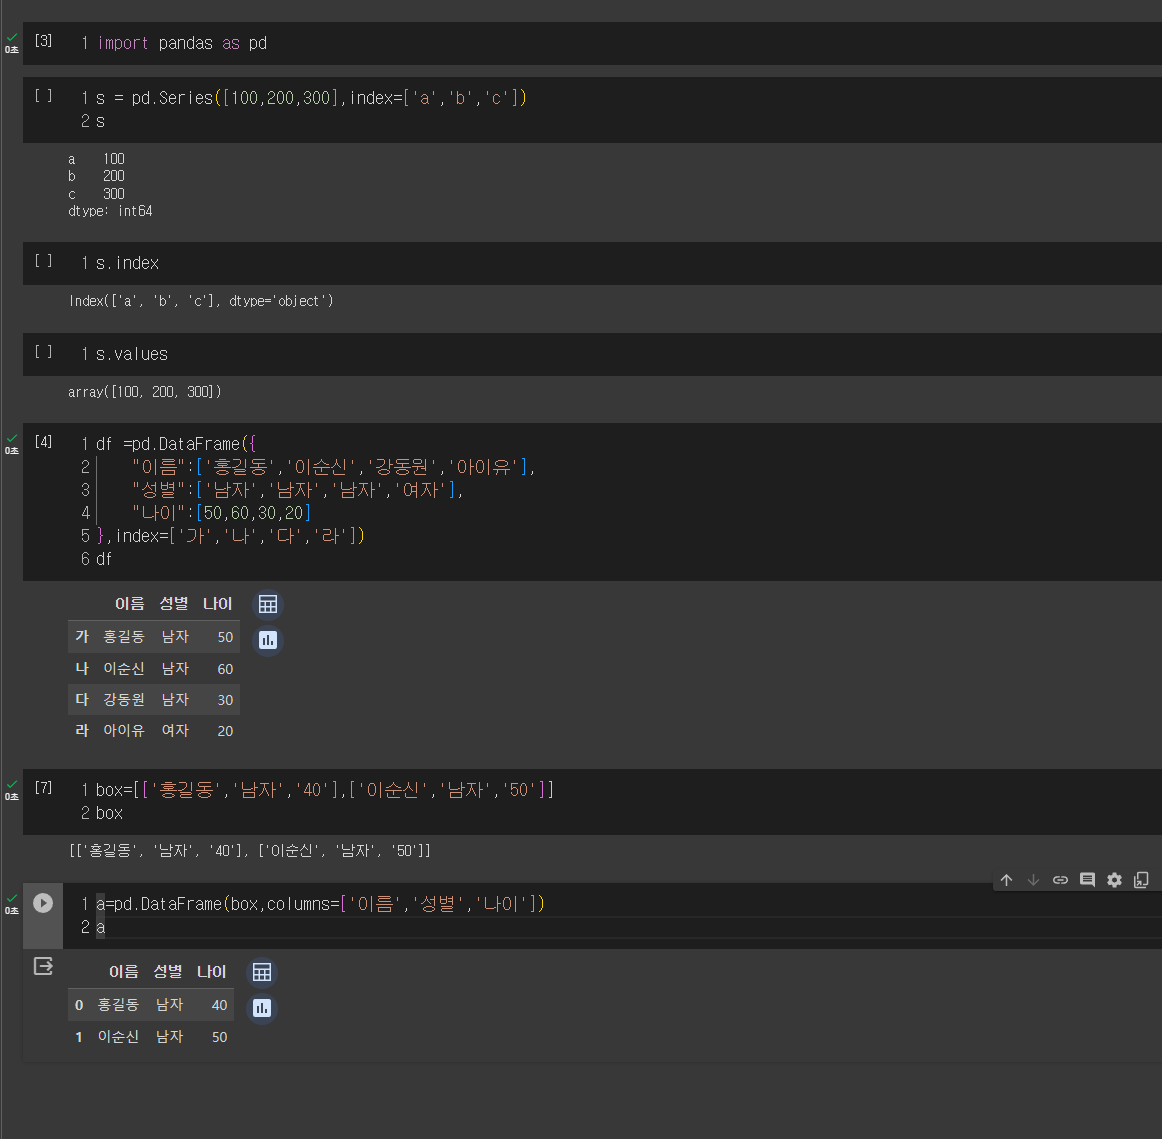 [3] 1 import pandas as pd
0초
[ ] 1 s = pd.Series([100,200,300],index=['a','b','c'])
2 s
a 100
b 200
c 300
dtype: int64
[ ] 1 s.index
Index(['a', 'b', 'c'], dtype='object')
[ ] 1 s.values
array([100, 200, 300])
[4] 1 df =pd.DataFrame({
0초
2 "이름":['홍길동','이순신','강동원','아이유'],
3 "성별":['남자','남자','남자','여자'],
4 "나이":[50,60,30,20]
5 },index=['가','나','다','라'])
6 df
이름 성별 나이
가 홍길동 남자 50
나 이순신 남자 60
다 강동원 남자 30
라 아이유 여자 20
[7] 1 box=[['홍길동','남자','40'],['이순신','남자','50']]
0초
2 box
[['홍길동', '남자', '40'], ['이순신', '남자', '50']]
1 a=pd.DataFrame(box,columns=['이름','성별','나이'])
0초
2 a
이름 성별 나이
0 홍길동 남자 40
1 이순신 남자 50